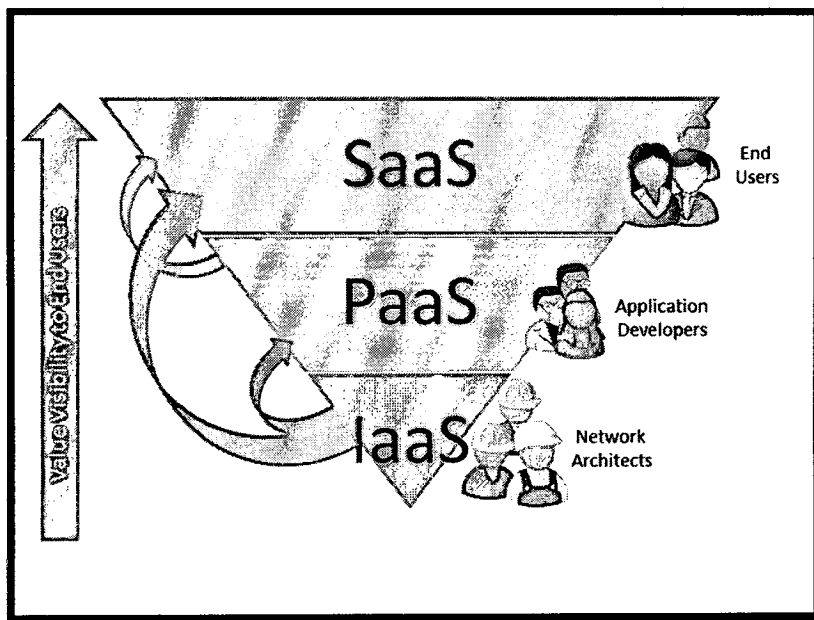 SaaS
End
Users
PaaS
Application
Developers
IaaS
Network
Architects
Value Visibility to End Users